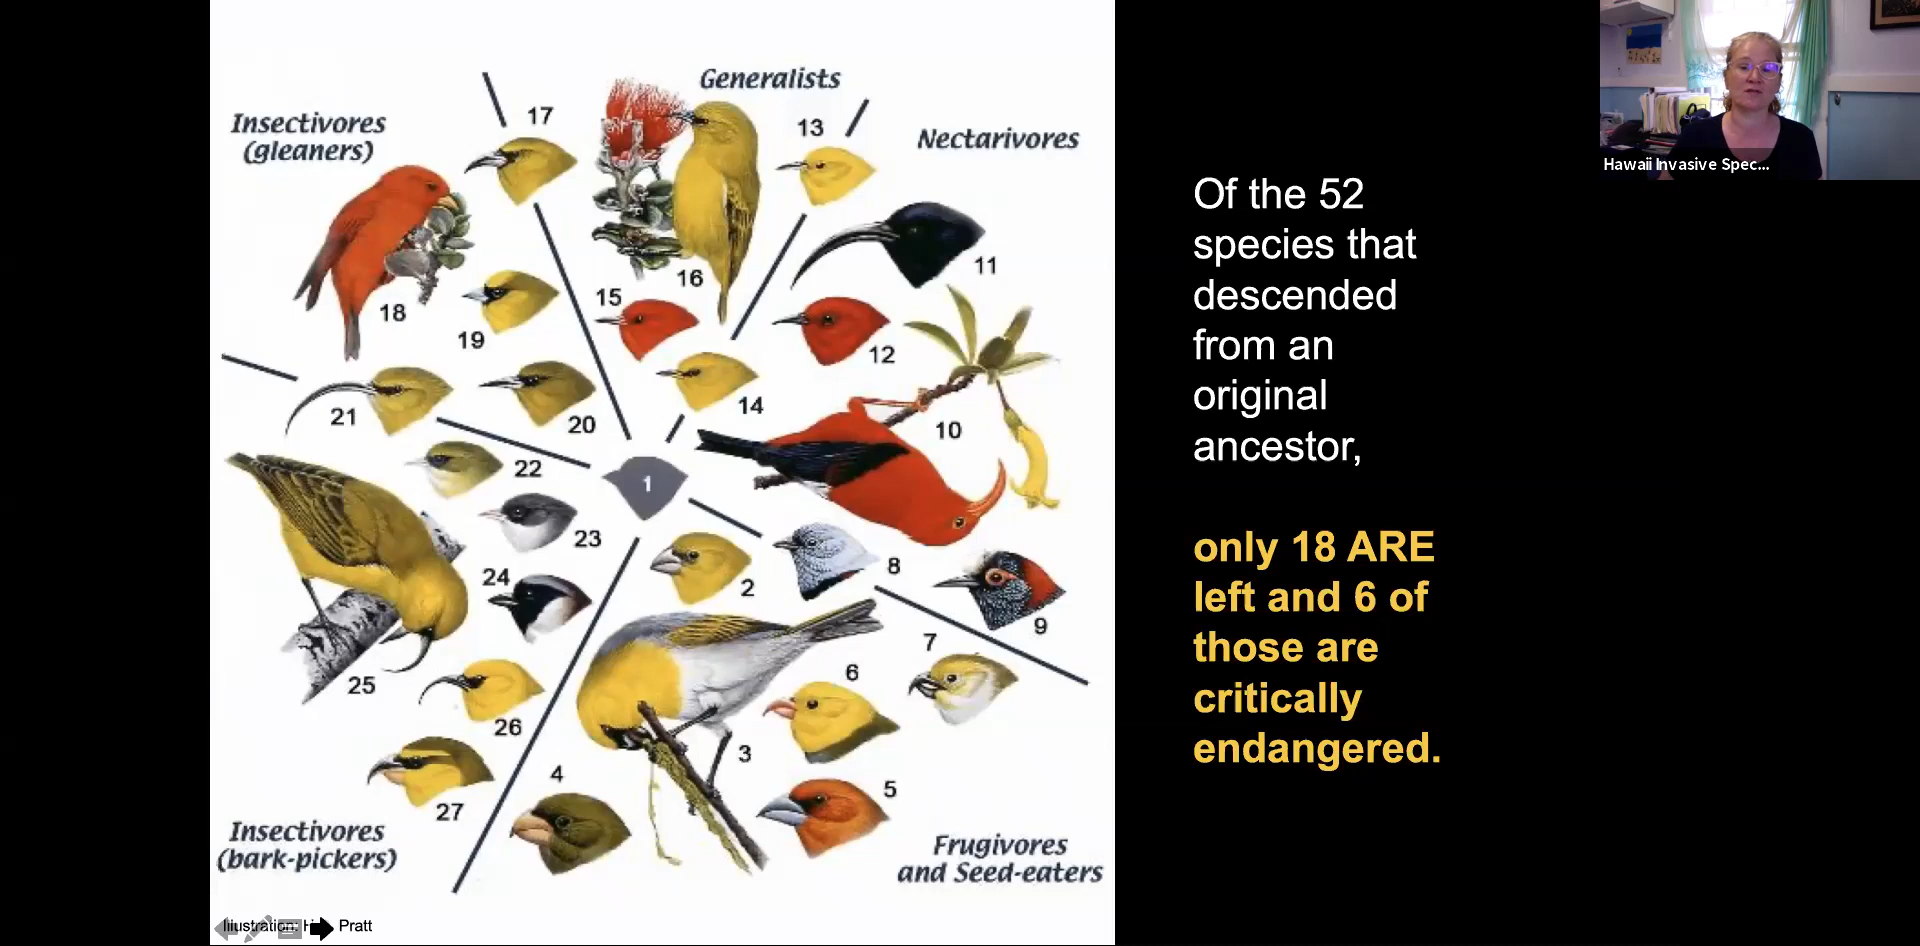 Generalists
Insectivores
(gleaners)
Nectarivores
17
13
11
16
18
15
19
12
14
21
20
10
22
1
23
8
24
2
9
7
25
6
26
3
4
5
27
Insectivores
(bark-pickers)
Frugivores
and Seed-eaters
Illustration: H Pratt
Of the 52
species that
descended
from an
original
ancestor,
only 18 ARE
left and 6 of
those are
critically
endangered.
Hawaii Invasive Spec...